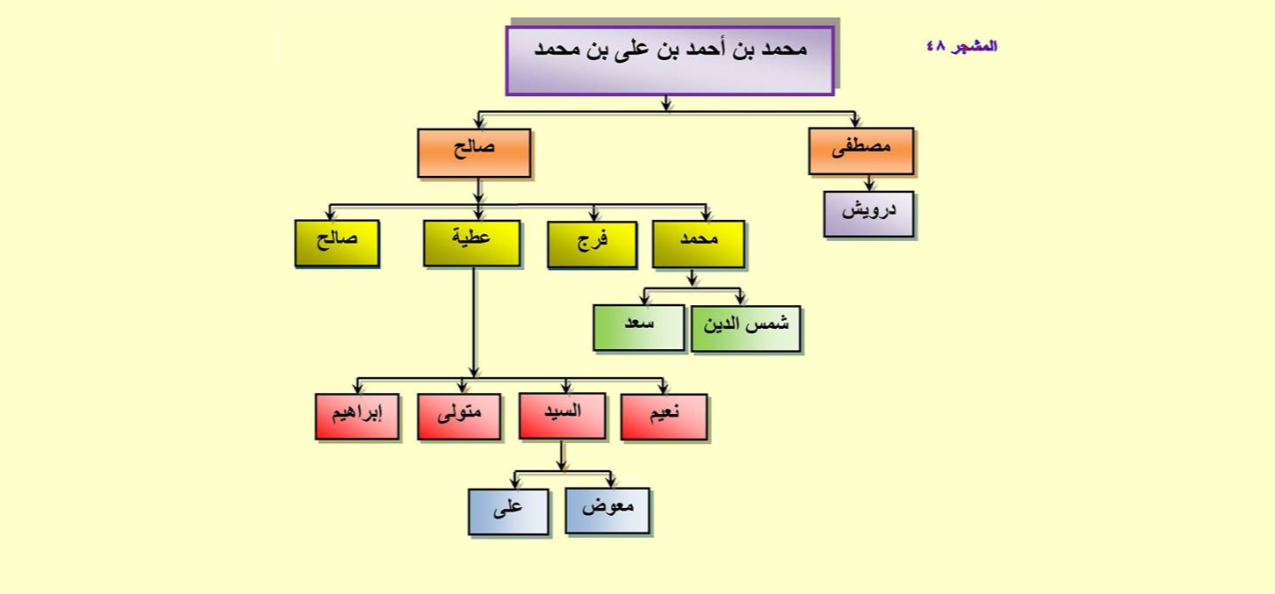 المشجر ٤٨
محمد بن أحمد بن على بن محمد
مصطفى
صالح
درويش
محمد
فرج
عطية
صالح
شمس الدين
سعد
نعيم
السيد
متولى
إبراهيم
معوض
على